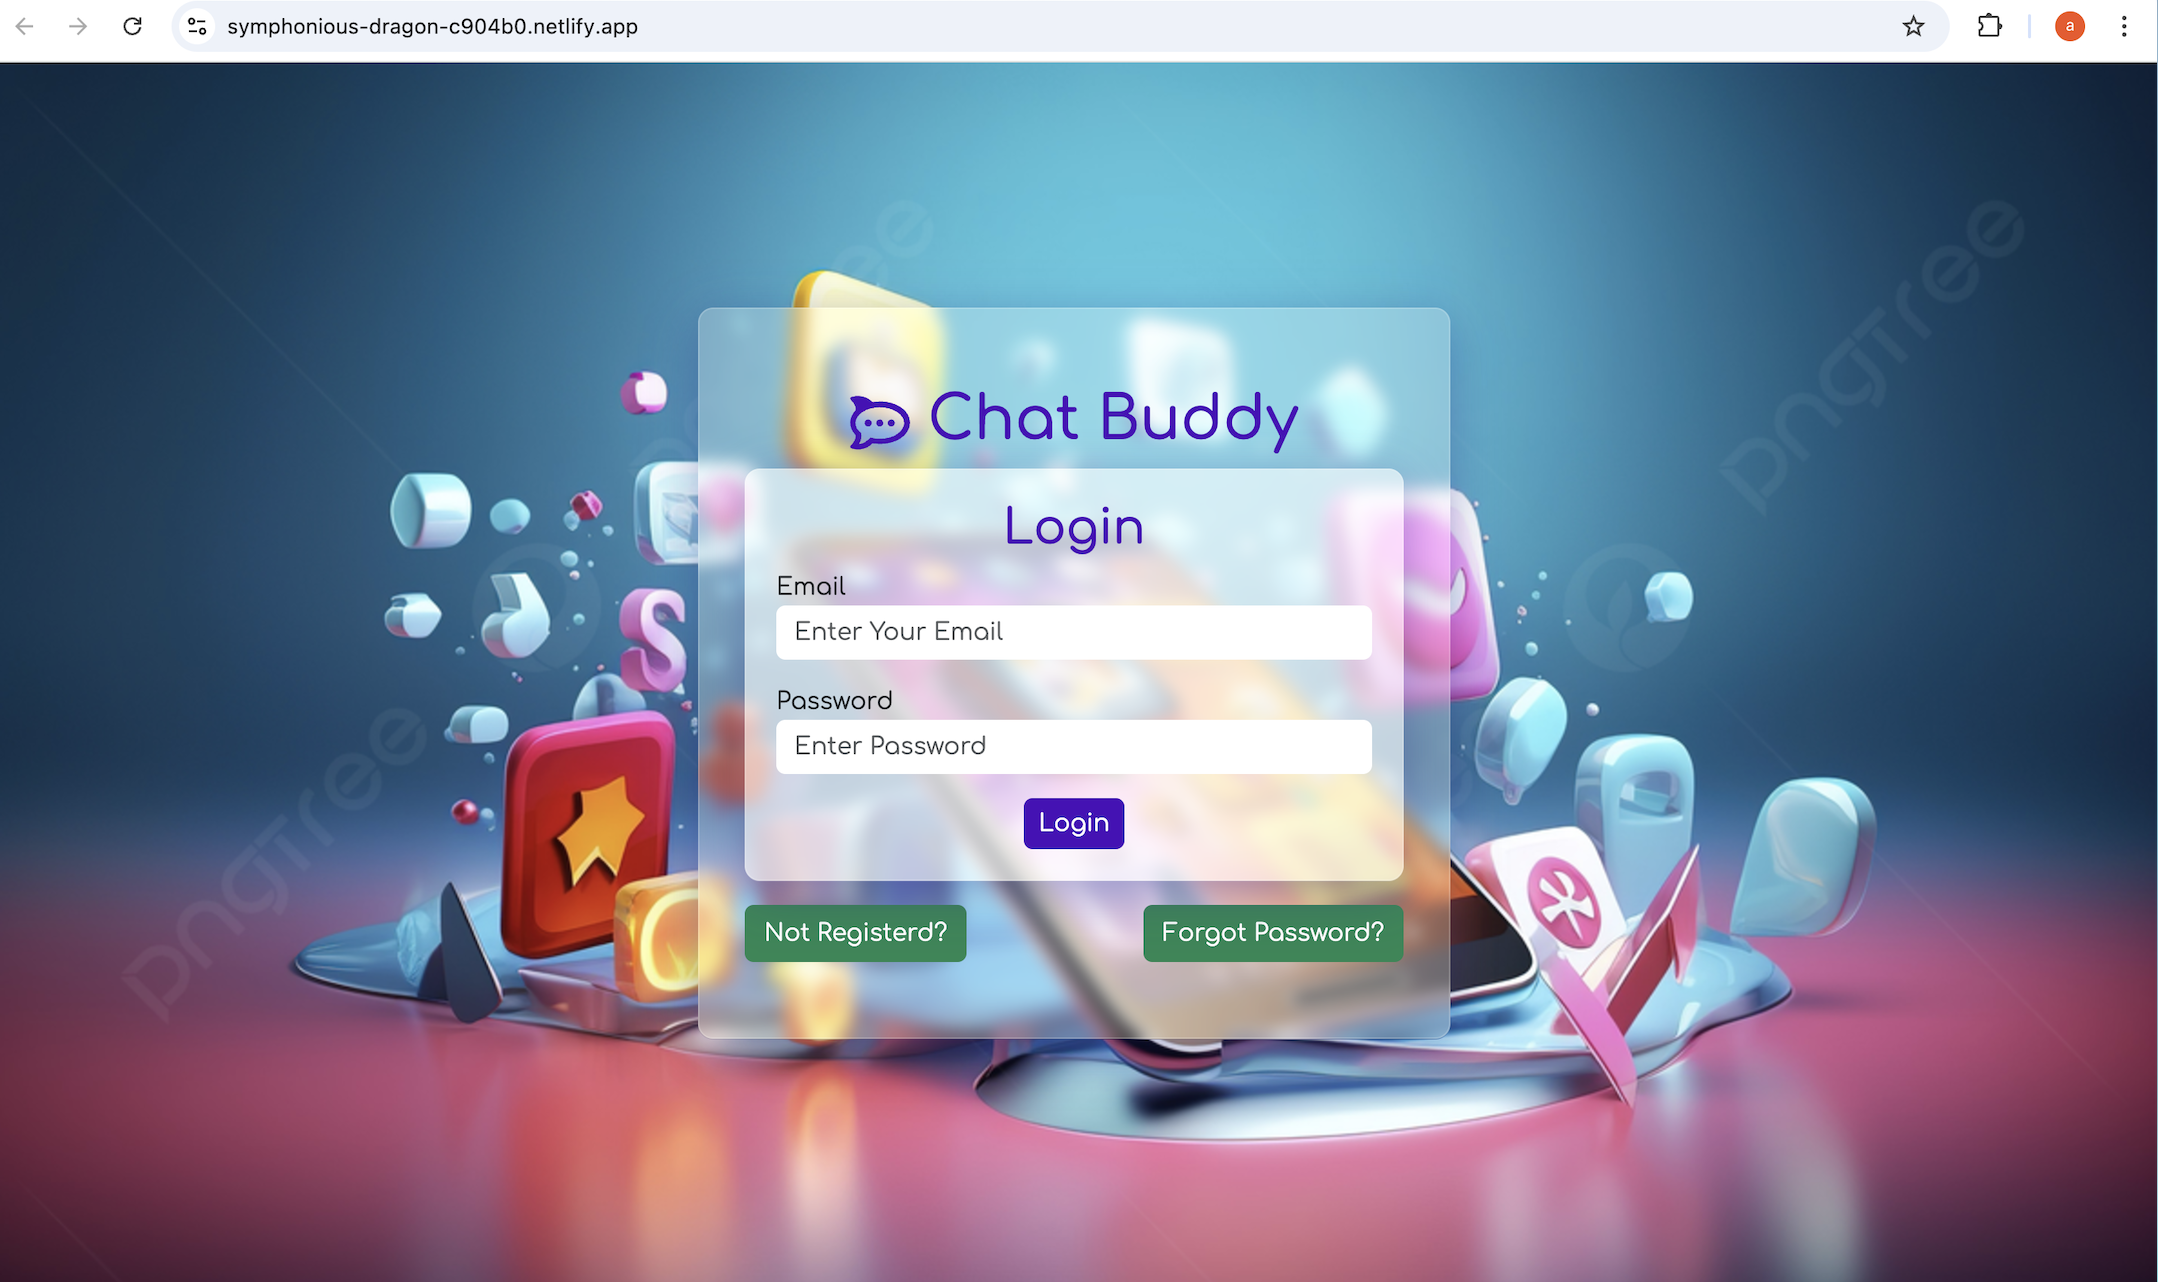 symphonious-dragon-c904b0.netlify.app
a
pngtree
pngtree
pngtree
Chat Buddy
Login
Email
Enter Your Email
Password
Enter Password
Login
Not Registerd?
Forgot Password?
S